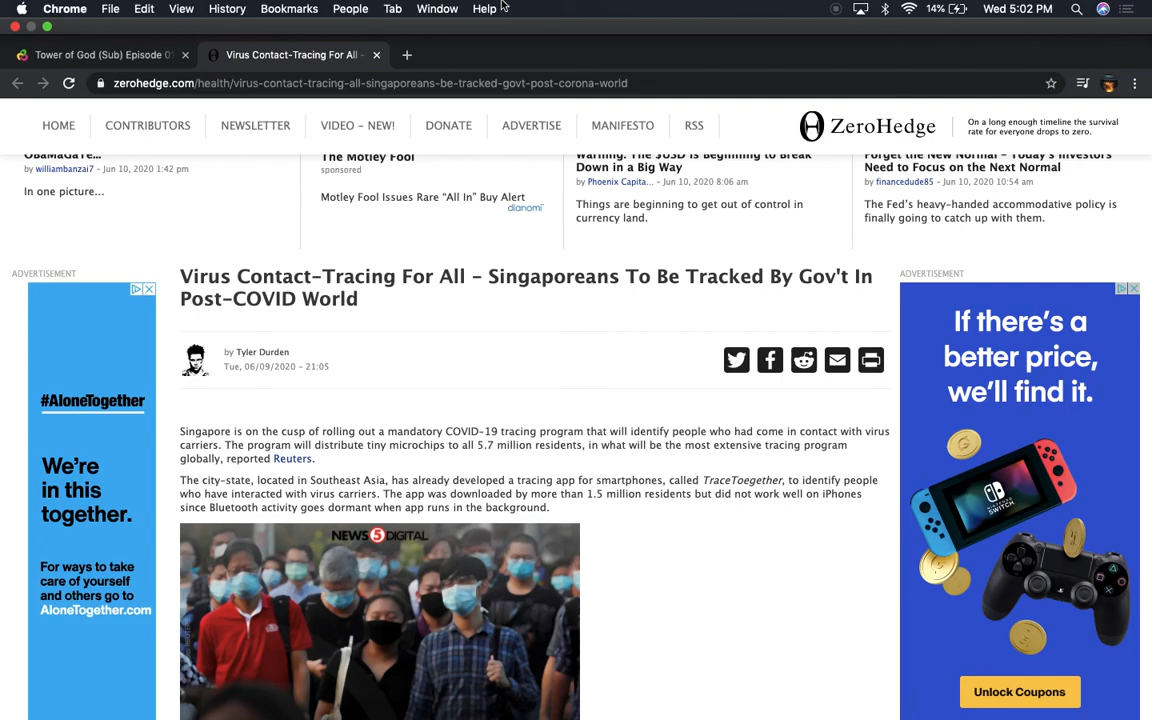 Chrome File Edit View History Bookmarks People Tab Window Help 14% Wed 5:02 PM
Tower of God (Sub) Episode 01 Virus Contact-Tracing For All -
zerohedge.com/health/virus-contact-tracing-all-singaporeans-be-tracked-govt-post-corona-world
HOME CONTRIBUTORS NEWSLETTER VIDEO - NEW! DONATE ADVERTISE MANIFESTO RSS
ZeroHedge
On a long enough timeline the survival
rate for everyone drops to zero.
ObaMaGaTe...
by williambanzai7 - Jun 10, 2020 1:42 pm
In one picture...
The Motley Fool
sponsored
Motley Fool Issues Rare "All In" Buy Alert
dianomi
Warning: The $USD is Beginning to Break
Down in a Big Way
by Phoenix Capita... - Jun 10, 2020 8:06 am
Things are beginning to get out of control in
currency land.
Forget the New Normal - Today's Investors
Need to Focus on the Next Normal
by financedude85 - Jun 10, 2020 10:54 am
The Fed's heavy-handed accommodative policy is
finally going to catch up with them.
ADVERTISEMENT
#AloneTogether
We're
in this
together.
For ways to take
care of yourself
and others go to
AloneTogether.com
Virus Contact-Tracing For All - Singaporeans To Be Tracked By Gov't In
Post-COVID World
by Tyler Durden
Tue, 06/09/2020 - 21:05
Singapore is on the cusp of rolling out a mandatory COVID-19 tracing program that will identify people who had come in contact with virus
carriers. The program will distribute tiny microchips to all 5.7 million residents, in what will be the most extensive tracing program
globally, reported Reuters.
The city-state, located in Southeast Asia, has already developed a tracing app for smartphones, called TraceToegether, to identify people
who have interacted with virus carriers. The app was downloaded by more than 1.5 million residents but did not work well on iPhones
since Bluetooth activity goes dormant when app runs in the background.
NEWS 5 DIGITAL
ADVERTISEMENT
If there's a
better price,
we'll find it.
Unlock Coupons